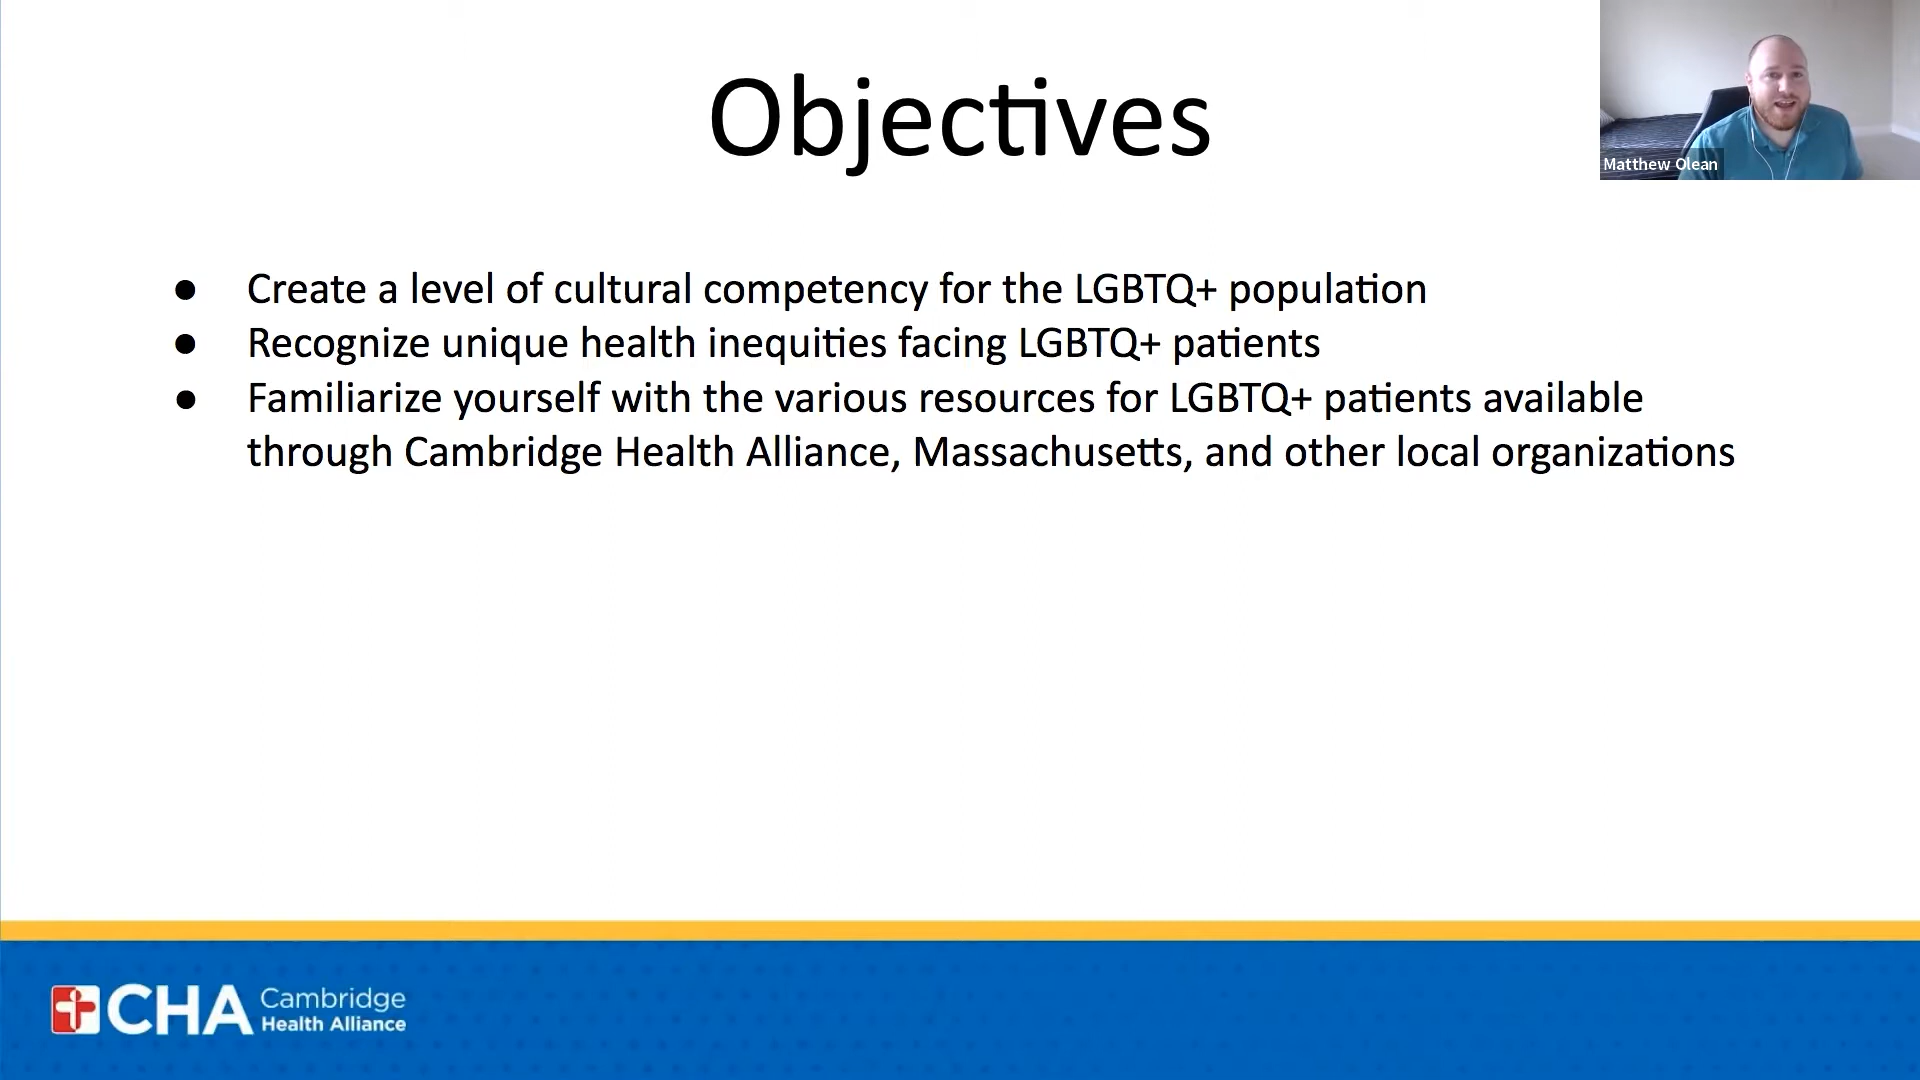 Objectives
Matthew Olean
● Create a level of cultural competency for the LGBTQ+ population
● Recognize unique health inequities facing LGBTQ+ patients
● Familiarize yourself with the various resources for LGBTQ+ patients available
through Cambridge Health Alliance, Massachusetts, and other local organizations
CHA Cambridge
Health Alliance